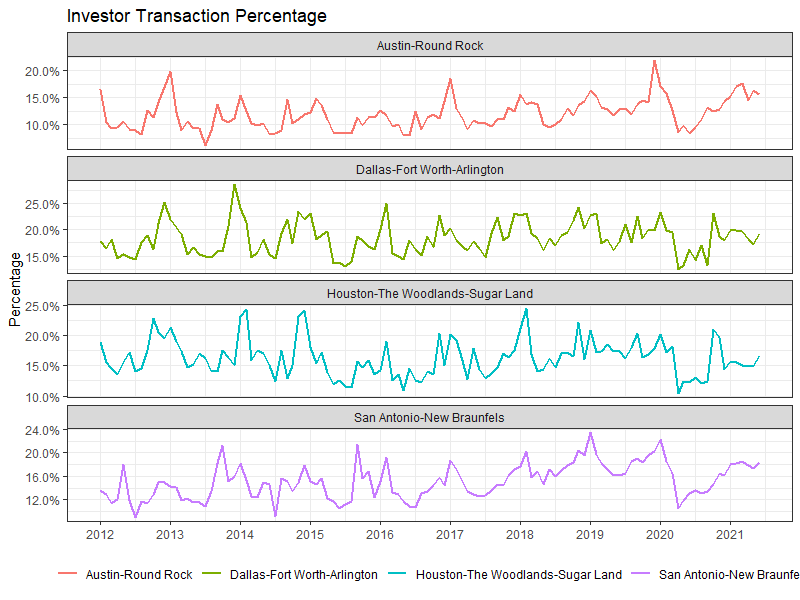 Investor Transaction Percentage
Austin-Round Rock
20.0%
15.0%
10.0%
Dallas-Fort Worth-Arlington
25.0%
20.0%
15.0%
Percentage
Houston-The Woodlands-Sugar Land
25.0%
20.0%
15.0%
10.0%
San Antonio-New Braunfels
24.0%
20.0%
16.0%
12.0%
2012 2013 2014 2015 2016 2017 2018 2019 2020 2021
Austin-Round Rock Dallas-Fort Worth-Arlington Houston-The Woodlands-Sugar Land San Antonio-New Braunfe